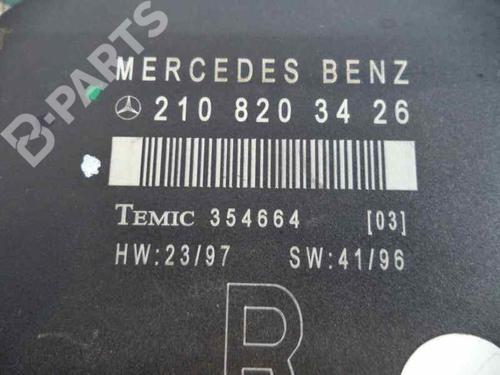 B-PARTS
MERCEDES BENZ
210 820 34 26
TEMIC 354664 [03]
HW:23/97 SW:41/96
R